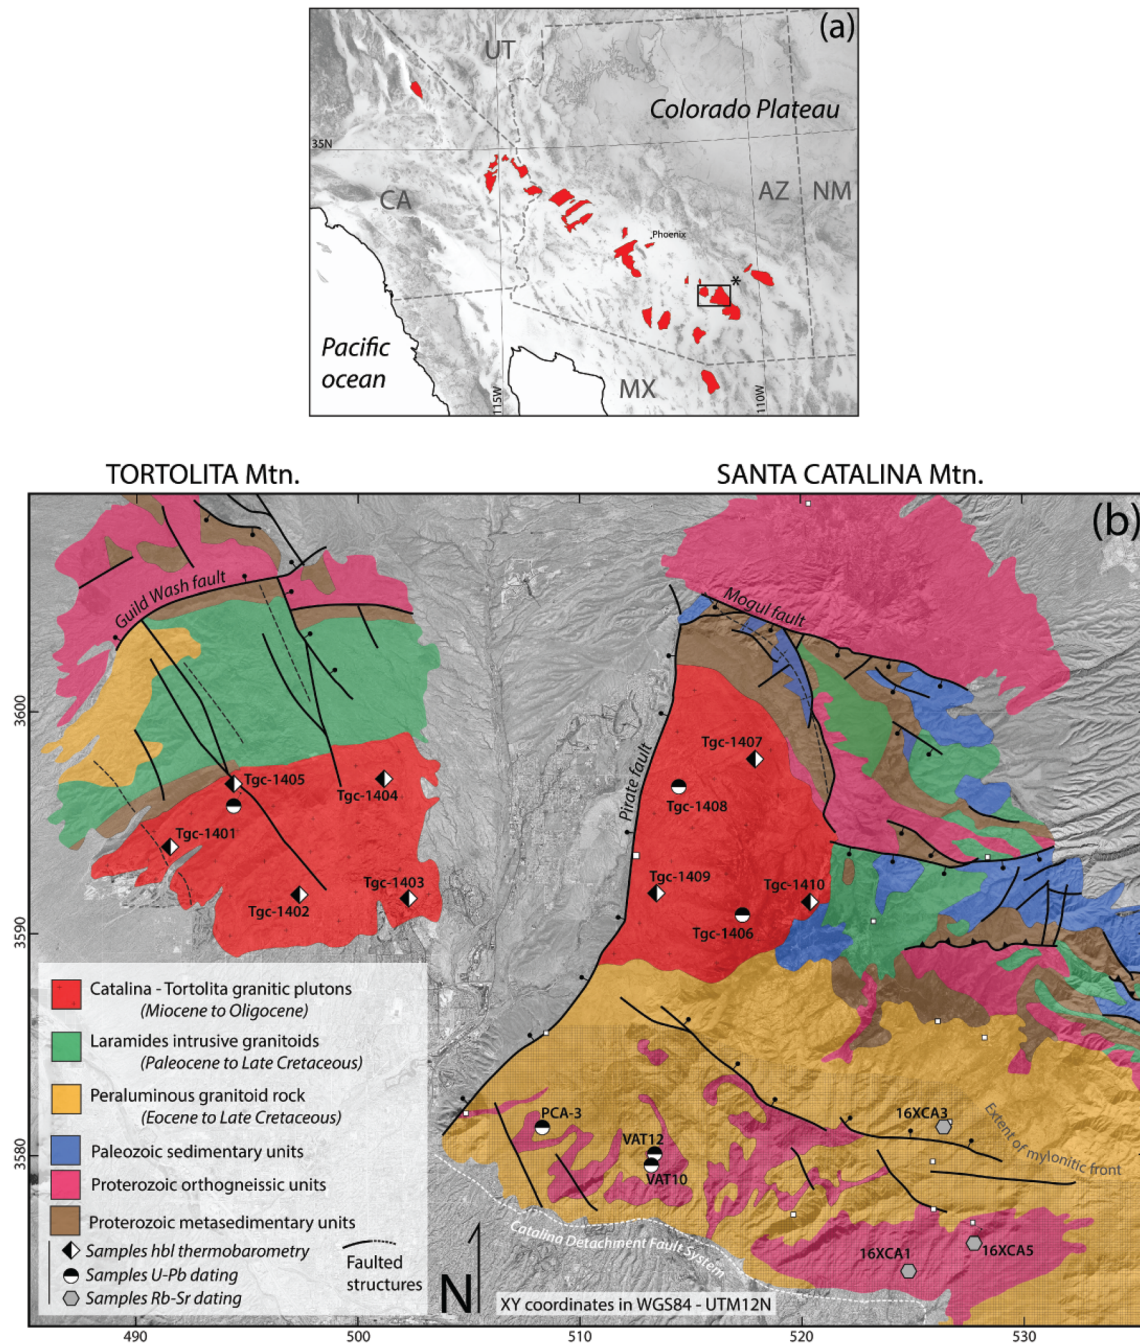 (a)
UT
Colorado Plateau
35N
CA
AZ
NM
Phoenix
*
Pacific
ocean
MX
115W
110W
TORTOLITA Mtn.
SANTA CATALINA Mtn.
(b)
Guild Wash fault
Mogul fault
3600
Pirate fault
Tgc-1407
Tgc-1405
Tgc-1404
Tgc-1408
Tgc-1401
Tgc-1403
Tgc-1409
Tgc-1410
Tgc-1402
Tgc-1406
3590
Catalina - Tortolita granitic plutons
(Miocene to Oligocene)
Laramides intrusive granitoids
(Paleocene to Late Cretaceous)
Peraluminous granitoid rock
(Eocene to Late Cretaceous)
Paleozoic sedimentary units
Proterozoic orthogneissic units
Proterozoic metasedimentary units
Samples hbl thermobarometry
Samples U-Pb dating
Samples Rb-Sr dating
Faulted
structures
PCA-3
16XCA3
Extent of mylonitic front
VAT12
VAT10
3580
Catalina Detachment Fault System
16XCA1
16XCA5
N
XY coordinates in WGS84 - UTM12N
490
500
510
520
530